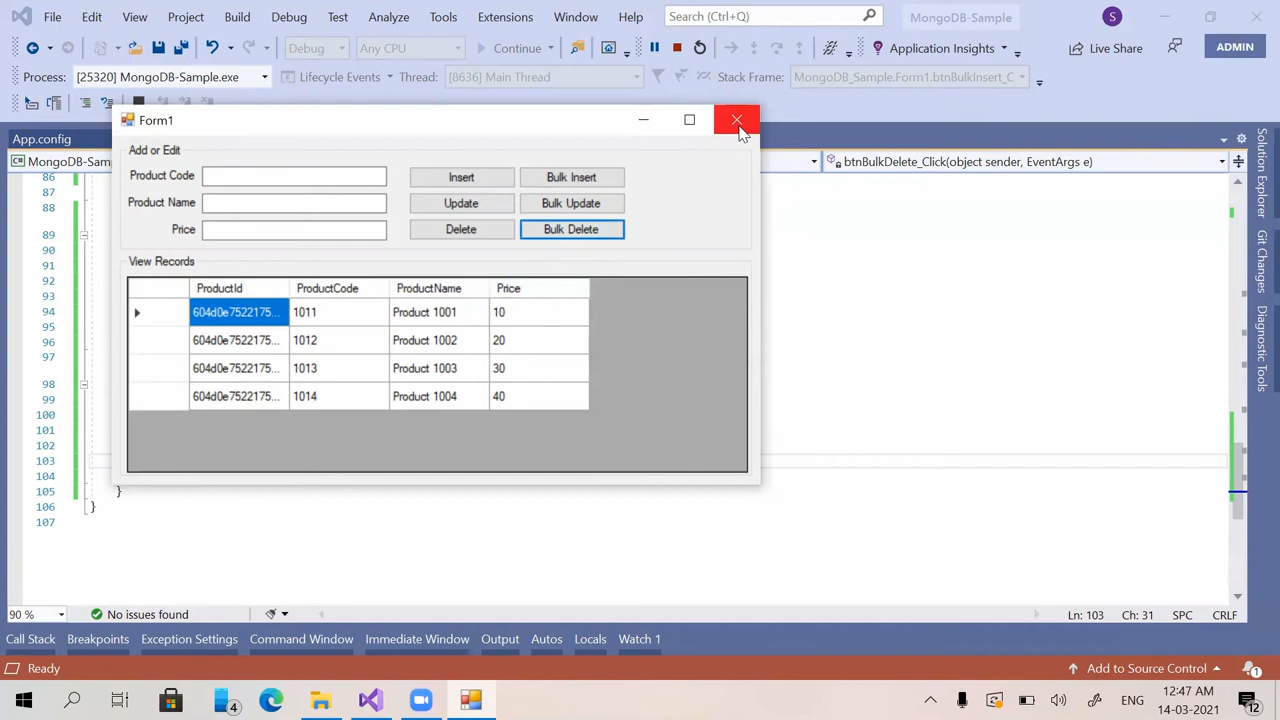 File Edit View Project Build Debug Test Analyze Tools Extensions Window Help Search (Ctrl+Q) MongoDB-Sample S
Debug Any CPU Continue Application Insights Live Share ADMIN
Process: [25320] MongoDB-Sample.exe Lifecycle Events Thread: [8636] Main Thread Stack Frame: MongoDB_Sample.Form1.btnBulkInsert_C
Form1
App.config
MongoDB-Sam btnBulkDelete_Click(object sender, EventArgs e)
Add or Edit
Product Code Insert Bulk Insert
Product Name Update Bulk Update
Price Delete Bulk Delete
View Records
ProductId ProductCode ProductName Price
604d0e7522175... 1011 Product 1001 10
604d0e7522175... 1012 Product 1002 20
604d0e7522175... 1013 Product 1003 30
604d0e7522175... 1014 Product 1004 40
86
87
88
89
90
91
92
93
94
95
96
97
98
99
100
101
102
103
104
105 }
106 }
107
Solution Explorer
Git Changes
Diagnostic Tools
90 % No issues found Ln: 103 Ch: 31 SPC CRLF
Call Stack Breakpoints Exception Settings Command Window Immediate Window Output Autos Locals Watch 1
Ready Add to Source Control 1
4 ENG 12:47 AM 12
14-03-2021